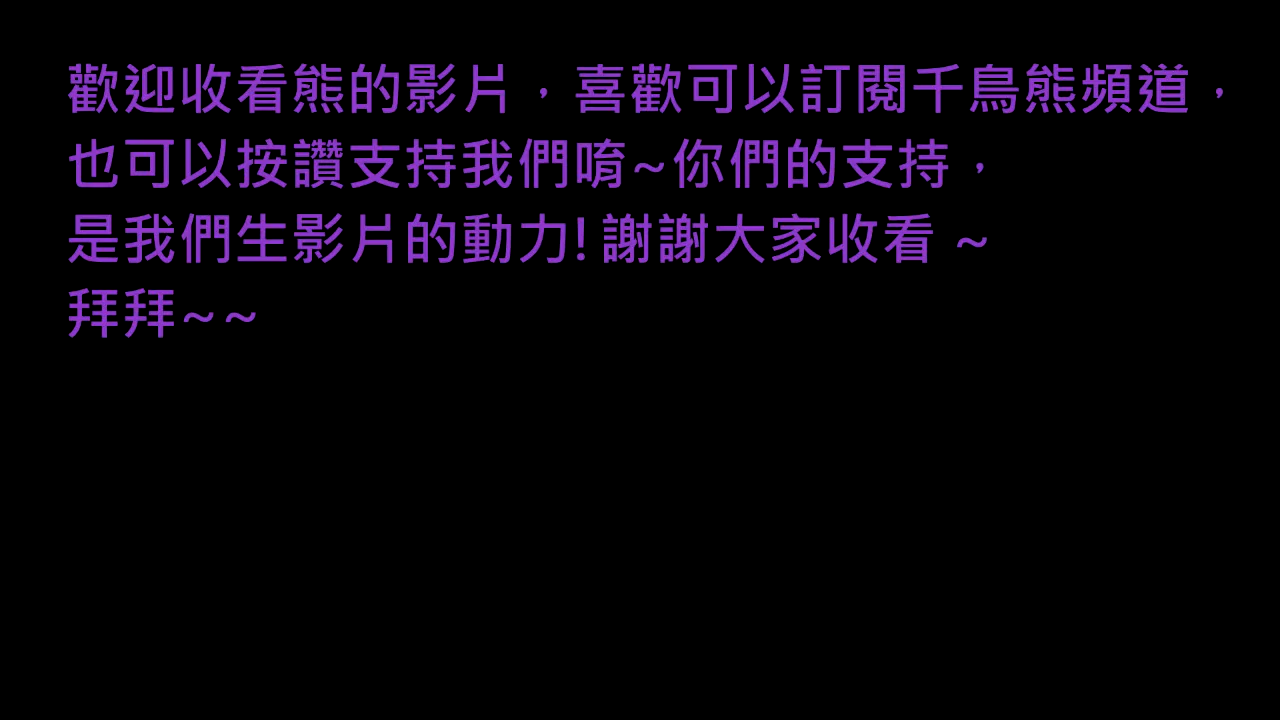 歡迎收看熊的影片，喜歡可以訂閱千鳥熊頻道，
也可以按讚支持我們唷~你們的支持，
是我們生影片的動力! 謝謝大家收看 ~
拜拜~~